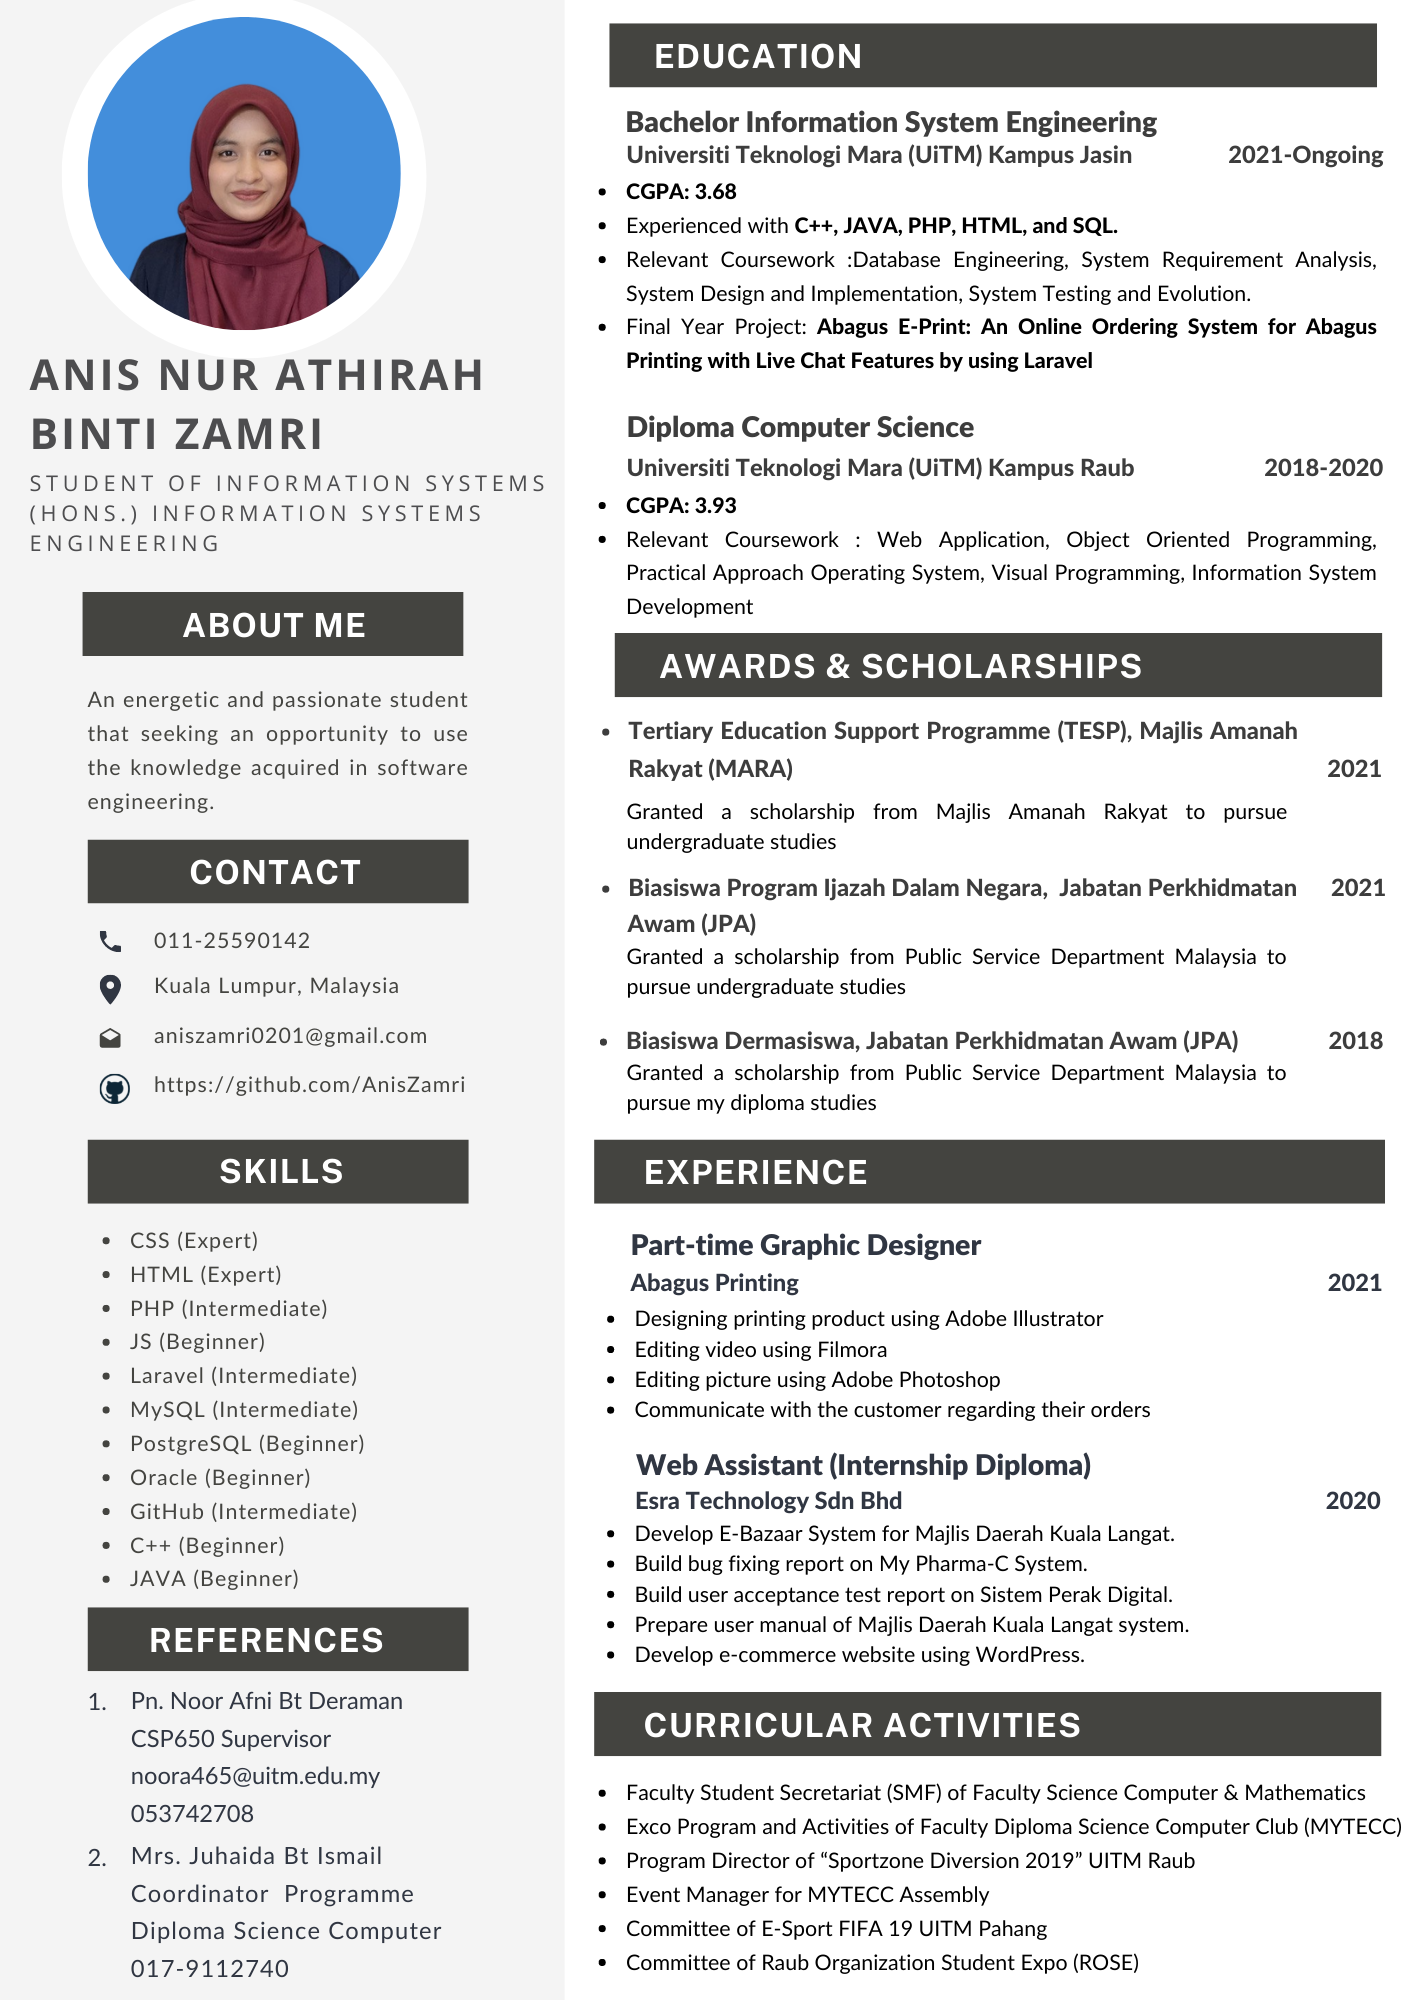 ANIS NUR ATHIRAH
BINTI ZAMRI
STUDENT OF INFORMATION SYSTEMS
(HONS.) INFORMATION SYSTEMS
ENGINEERING
ABOUT ME
An energetic and passionate student
that seeking an opportunity to use
the knowledge acquired in software
engineering.
CONTACT
011-25590142
Kuala Lumpur, Malaysia
aniszamri0201@gmail.com
https://github.com/AnisZamri
SKILLS
• CSS (Expert)
• HTML (Expert)
• PHP (Intermediate)
• JS (Beginner)
• Laravel (Intermediate)
• MySQL (Intermediate)
• PostgreSQL (Beginner)
• Oracle (Beginner)
• GitHub (Intermediate)
• C++ (Beginner)
• JAVA (Beginner)
REFERENCES
1. Pn. Noor Afni Bt Deraman
CSP650 Supervisor
noora465@uitm.edu.my
053742708
2. Mrs. Juhaida Bt Ismail
Coordinator Programme
Diploma Science Computer
017-9112740
EDUCATION
Bachelor Information System Engineering
Universiti Teknologi Mara (UiTM) Kampus Jasin 2021-Ongoing
• CGPA: 3.68
• Experienced with C++, JAVA, PHP, HTML, and SQL.
• Relevant Coursework :Database Engineering, System Requirement Analysis,
System Design and Implementation, System Testing and Evolution.
• Final Year Project: Abagus E-Print: An Online Ordering System for Abagus
Printing with Live Chat Features by using Laravel
Diploma Computer Science
Universiti Teknologi Mara (UiTM) Kampus Raub 2018-2020
• CGPA: 3.93
• Relevant Coursework : Web Application, Object Oriented Programming,
Practical Approach Operating System, Visual Programming, Information System
Development
AWARDS & SCHOLARSHIPS
• Tertiary Education Support Programme (TESP), Majlis Amanah
Rakyat (MARA) 2021
Granted a scholarship from Majlis Amanah Rakyat to pursue
undergraduate studies
• Biasiswa Program Ijazah Dalam Negara, Jabatan Perkhidmatan 2021
Awam (JPA)
Granted a scholarship from Public Service Department Malaysia to
pursue undergraduate studies
• Biasiswa Dermasiswa, Jabatan Perkhidmatan Awam (JPA) 2018
Granted a scholarship from Public Service Department Malaysia to
pursue my diploma studies
EXPERIENCE
Part-time Graphic Designer
Abagus Printing 2021
• Designing printing product using Adobe Illustrator
• Editing video using Filmora
• Editing picture using Adobe Photoshop
• Communicate with the customer regarding their orders
Web Assistant (Internship Diploma)
Esra Technology Sdn Bhd 2020
• Develop E-Bazaar System for Majlis Daerah Kuala Langat.
• Build bug fixing report on My Pharma-C System.
• Build user acceptance test report on Sistem Perak Digital.
• Prepare user manual of Majlis Daerah Kuala Langat system.
• Develop e-commerce website using WordPress.
CURRICULAR ACTIVITIES
• Faculty Student Secretariat (SMF) of Faculty Science Computer & Mathematics
• Exco Program and Activities of Faculty Diploma Science Computer Club (MYTECC)
• Program Director of “Sportzone Diversion 2019” UITM Raub
• Event Manager for MYTECC Assembly
• Committee of E-Sport FIFA 19 UITM Pahang
• Committee of Raub Organization Student Expo (ROSE)